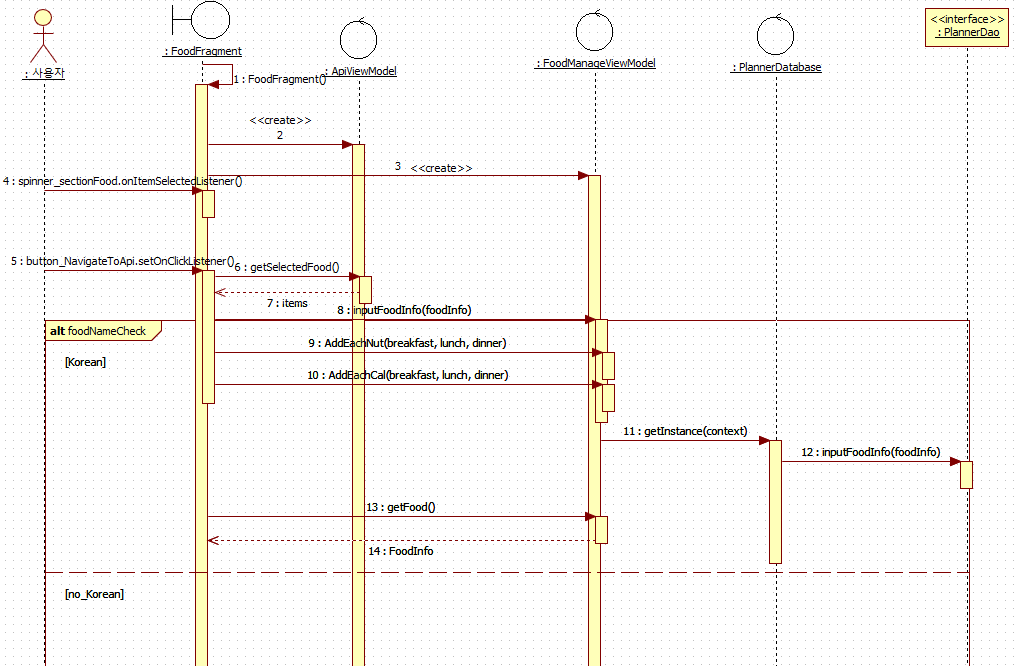 <<interface>>
: PlannerDao
: FoodFragment
: 사용자
: ApiViewModel
: FoodManageViewModel
: PlannerDatabase
1 : FoodFragment()
<<create>>
2
3 <<create>>
4 : spinner_sectionFood.onItemSelectedListener()
5 : button_NavigateToApi.setOnClickListener()
6 : getSelectedFood()
7 : items
8 : inputFoodInfo(foodInfo)
alt foodNameCheck
9 : AddEachNut(breakfast, lunch, dinner)
[Korean]
10 : AddEachCal(breakfast, lunch, dinner)
11 : getInstance(context)
12 : inputFoodInfo(foodInfo)
13 : getFood()
14 : FoodInfo
[no_Korean]